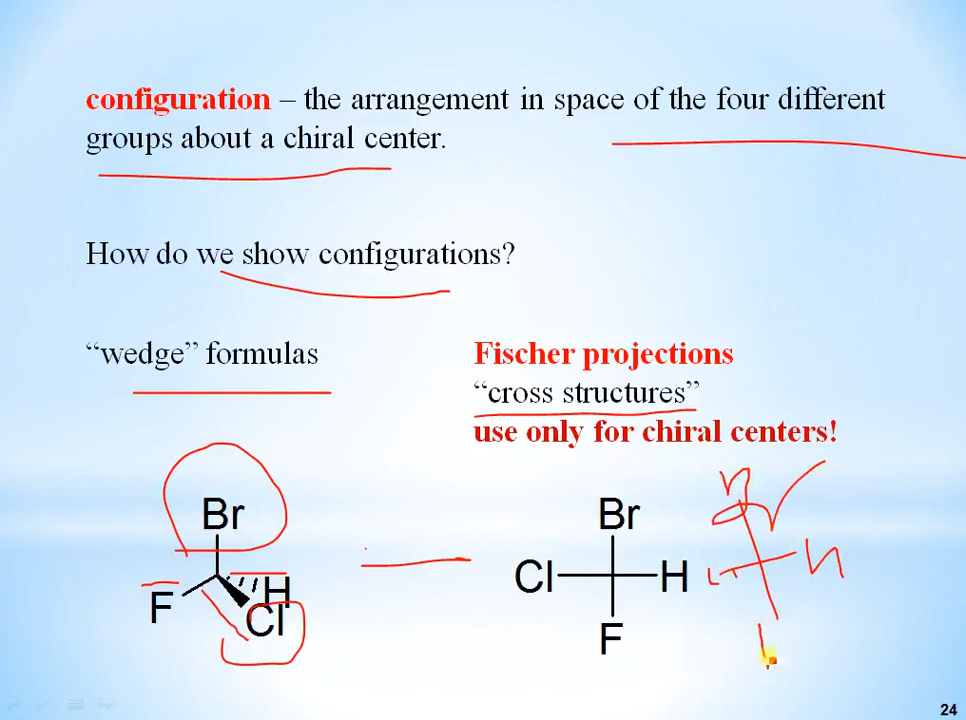 configuration – the arrangement in space of the four different
groups about a chiral center.
How do we show configurations?
“wedge” formulas
Fischer projections
“cross structures”
use only for chiral centers!
Br
F
H
Cl
Br
Cl H
F
24